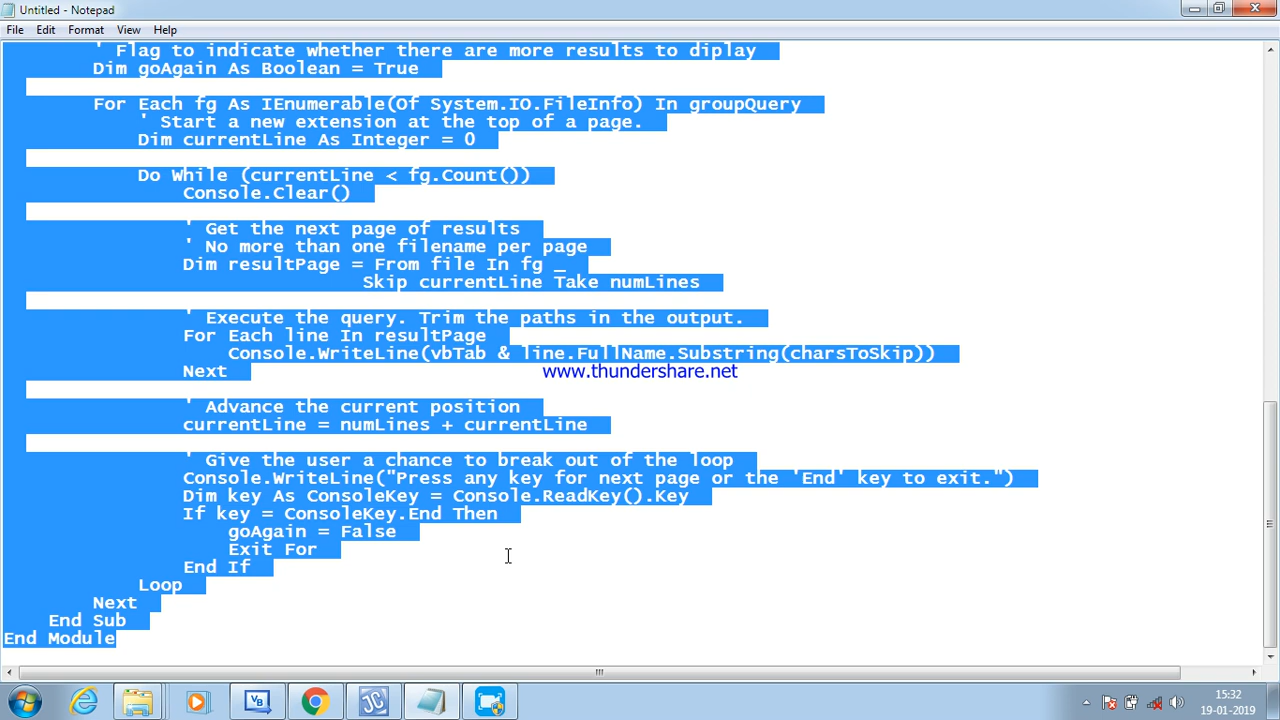 Untitled - Notepad
File Edit Format View Help
' Flag to indicate whether there are more results to diplay
Dim goAgain As Boolean = True
For Each fg As IEnumerable(Of System.IO.FileInfo) In groupQuery
' Start a new extension at the top of a page.
Dim currentLine As Integer = 0
Do While (currentLine < fg.Count())
Console.Clear()
' Get the next page of results
' No more than one filename per page
Dim resultPage = From file In fg _
Skip currentLine Take numLines
' Execute the query. Trim the paths in the output.
For Each line In resultPage
Console.WriteLine(vbTab & line.FullName.Substring(charsToSkip))
Next
www.thundershare.net
' Advance the current position
currentLine = numLines + currentLine
' Give the user a chance to break out of the loop
Console.WriteLine("Press any key for next page or the 'End' key to exit.")
Dim key As ConsoleKey = Console.ReadKey().Key
If key = ConsoleKey.End Then
goAgain = False
Exit For
End If
Loop
Next
End Sub
End Module
VB
JC
15:32
19-01-2019